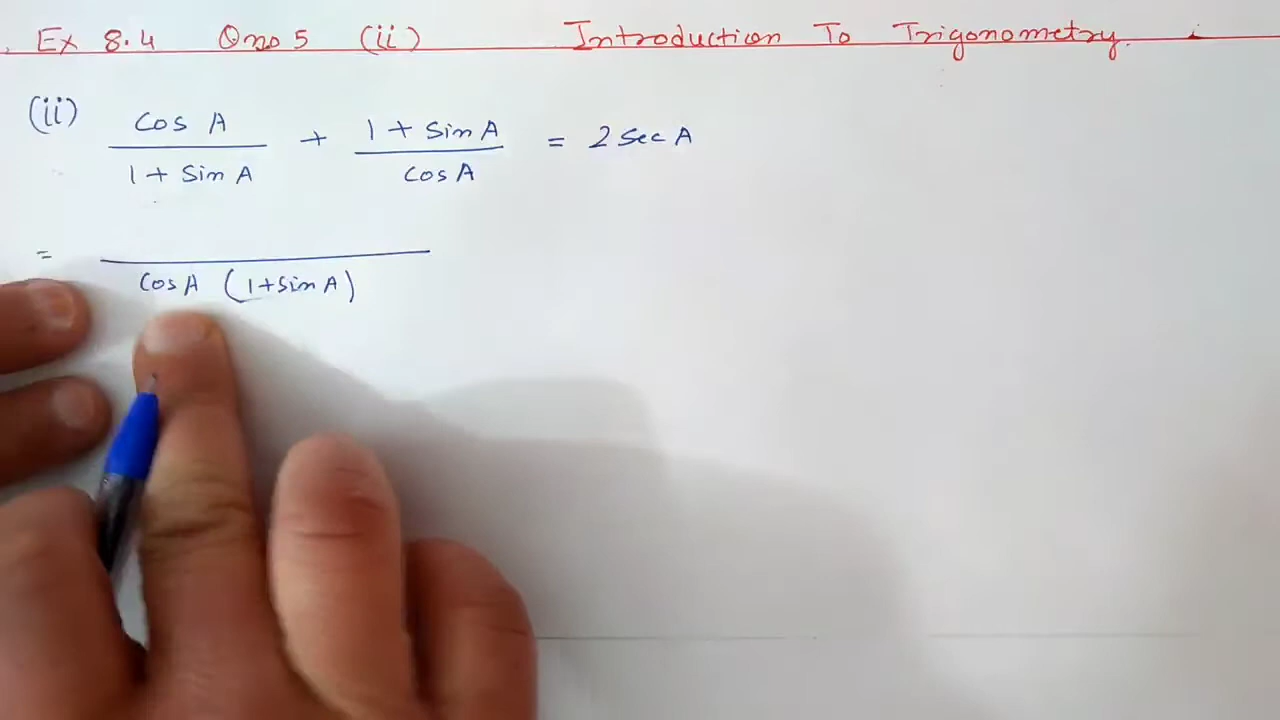 Ex 8.4 Qno 5 (ii) Introduction To Trigonometry.
(ii) Cos A / 1 + Sin A + 1 + Sin A / Cos A = 2 Sec A
= / Cos A (1+Sin A)